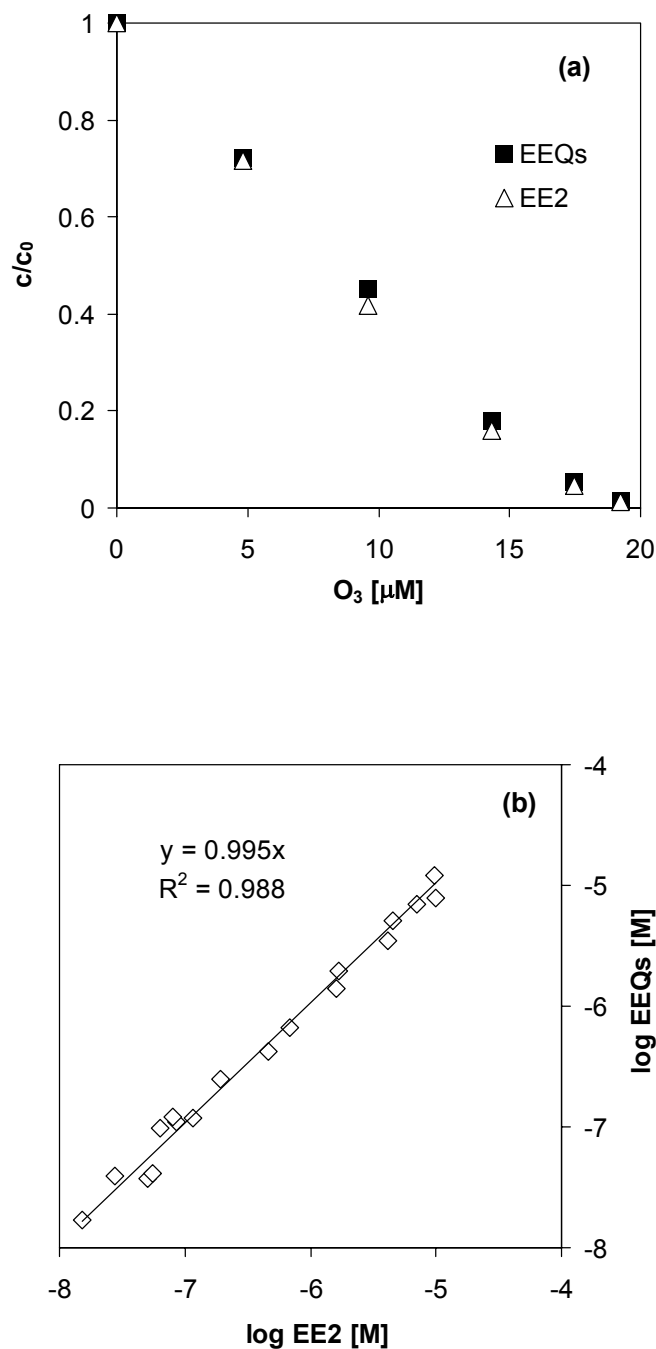 1
(a)
0.8
EEQs
EE2
0.6
c/c₀
0.4
0.2
0
0 5 10 15 20
O₃ [µM]
-4
(b)
y = 0.995x
R² = 0.988
-5
log EEQs [M]
-6
-7
-8
-8 -7 -6 -5 -4
log EE2 [M]